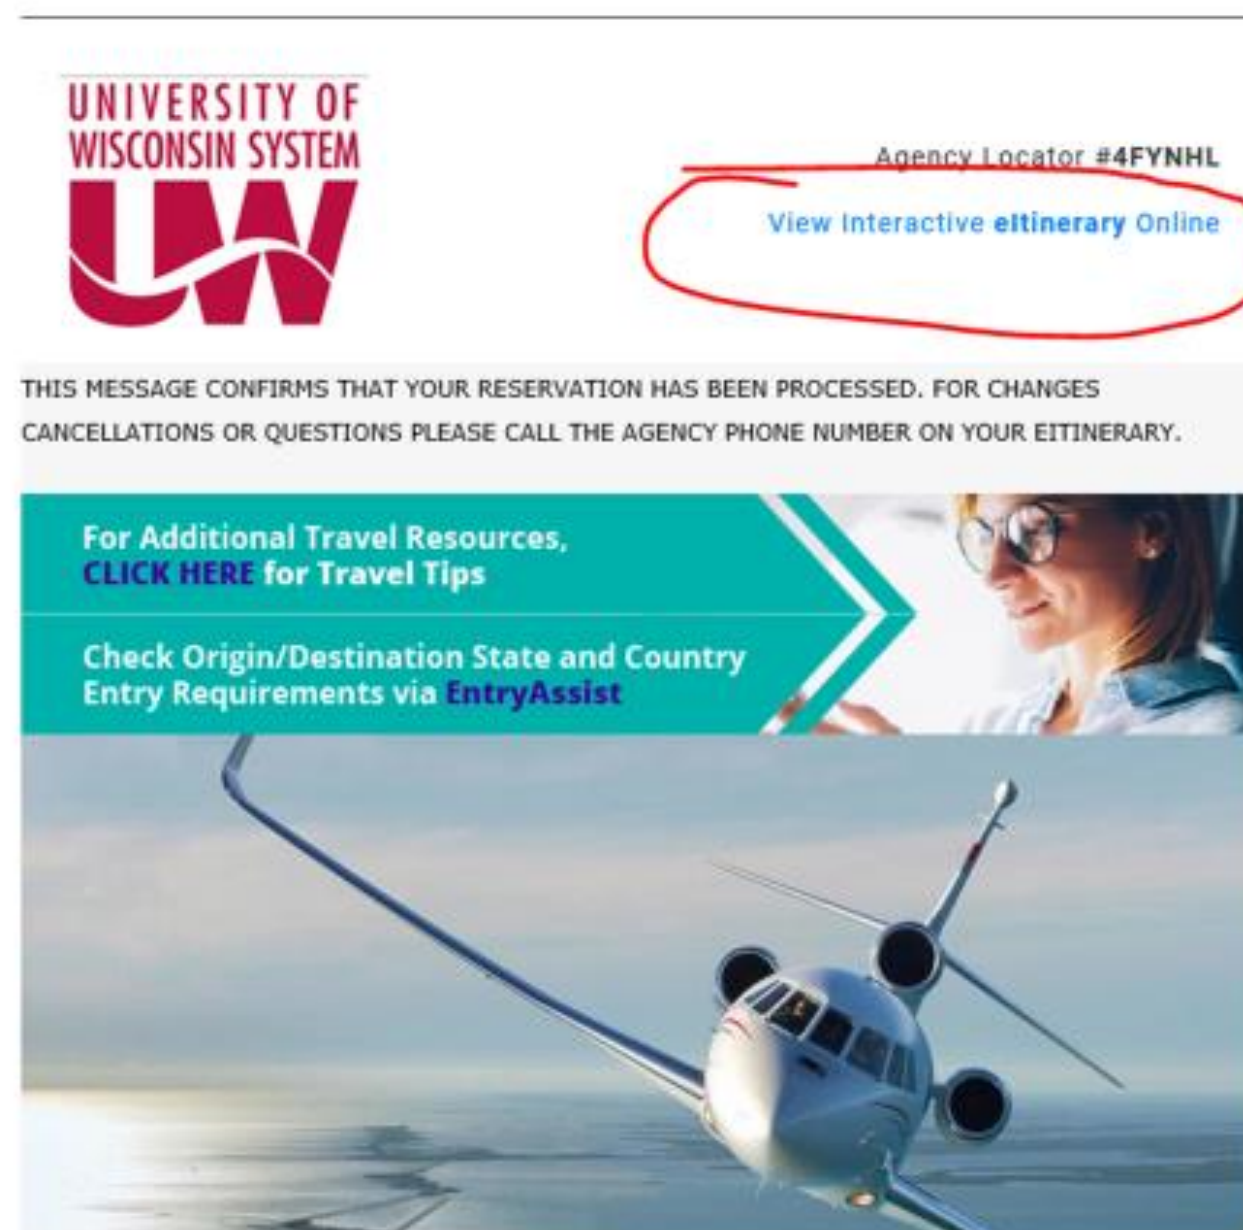 UNIVERSITY OF
WISCONSIN SYSTEM
UW
Agency Locator #4FYNHL
View Interactive eItinerary Online
THIS MESSAGE CONFIRMS THAT YOUR RESERVATION HAS BEEN PROCESSED. FOR CHANGES
CANCELLATIONS OR QUESTIONS PLEASE CALL THE AGENCY PHONE NUMBER ON YOUR EITINERARY.
For Additional Travel Resources,
CLICK HERE for Travel Tips
Check Origin/Destination State and Country
Entry Requirements via EntryAssist